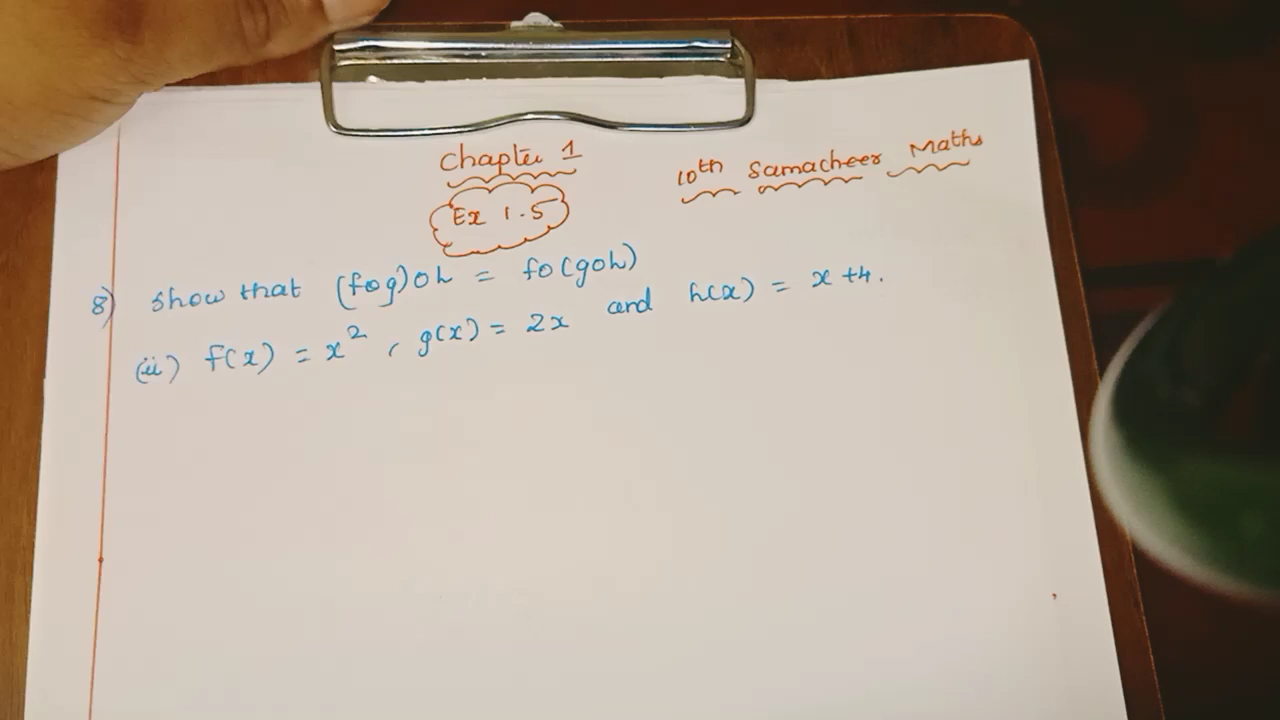 Chapter 1
10th Samacheer Maths
Ex 1.5
8) show that (fog)oh = fo(goh)
(ii) f(x) = x², g(x) = 2x and h(x) = x+4.